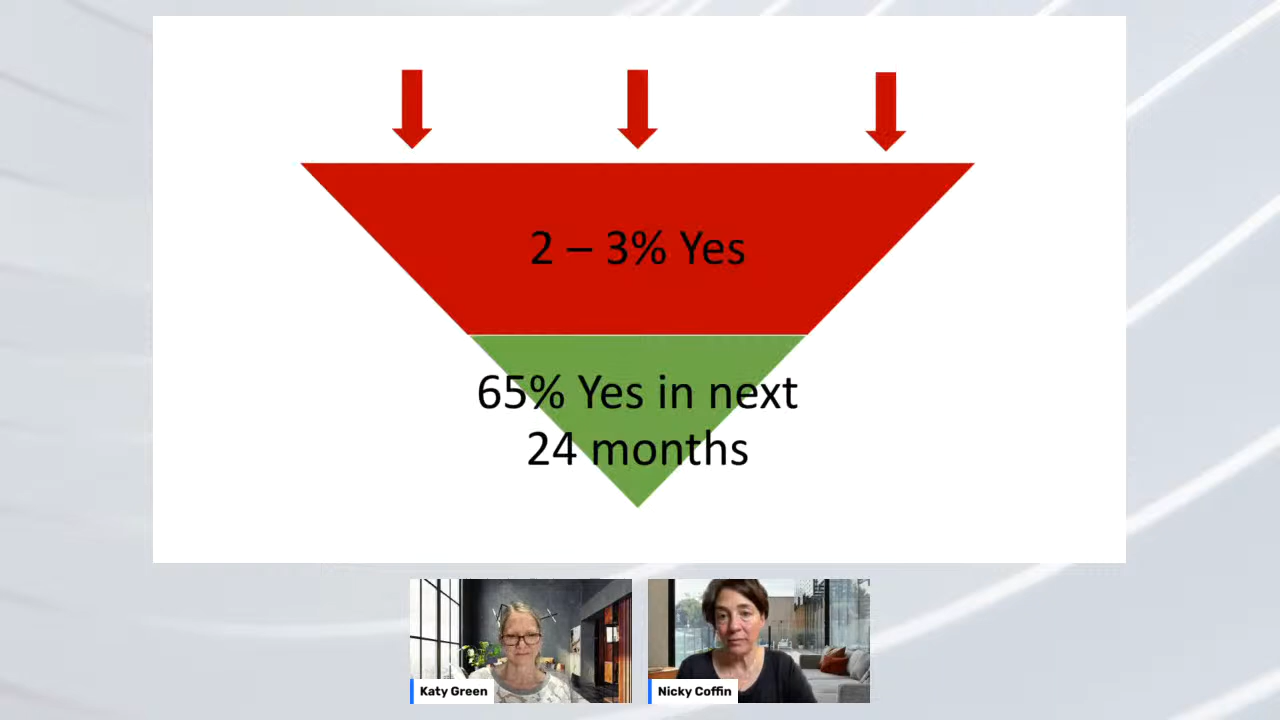 2 – 3% Yes
65% Yes in next
24 months
Katy Green
Nicky Coffin